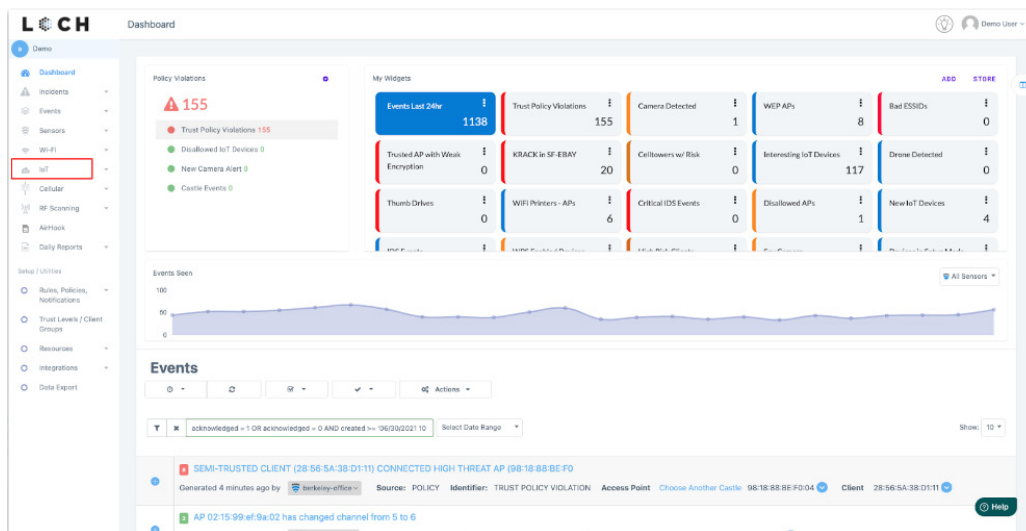 LOCH
Dashboard
Demo User
Demo
Dashboard
Incidents
Events
Sensors
Wi-Fi
IoT
Cellular
RF Scanning
AirHook
Daily Reports
Setup / Utilities
Rules, Policies,
Notifications
Trust Levels / Client
Groups
Resources
Integrations
Data Export
Policy Violations
155
Trust Policy Violations 155
Disallowed IoT Devices 0
New Camera Alert 0
Castle Events 0
My Widgets
ADD STORE
Events Last 24hr
1138
Trust Policy Violations
155
Camera Detected
1
WEP APs
8
Bad ESSIDs
0
Trusted AP with Weak
Encryption
0
KRACK in SF-EBAY
20
Celltowers w/ Risk
0
Interesting IoT Devices
117
Drone Detected
0
Thumb Drives
0
WiFi Printers - APs
6
Critical IDS Events
0
Disallowed APs
1
New IoT Devices
4
Events Seen
All Sensors
100
50
0
Events
Actions
acknowledged = 1 OR acknowledged = 0 AND created >= '06/30/2021 10
Select Date Range
Show: 10
SEMI-TRUSTED CLIENT (28:56:5A:38:D1:11) CONNECTED HIGH THREAT AP (98:18:88:BE:F0
Generated 4 minutes ago by berkeley-office Source: POLICY Identifier: TRUST POLICY VIOLATION Access Point Choose Another Castle 98:18:88:BE:F0:04 Client 28:56:5A:38:D1:11
AP 02:15:99:ef:9a:02 has changed channel from 5 to 6
Help